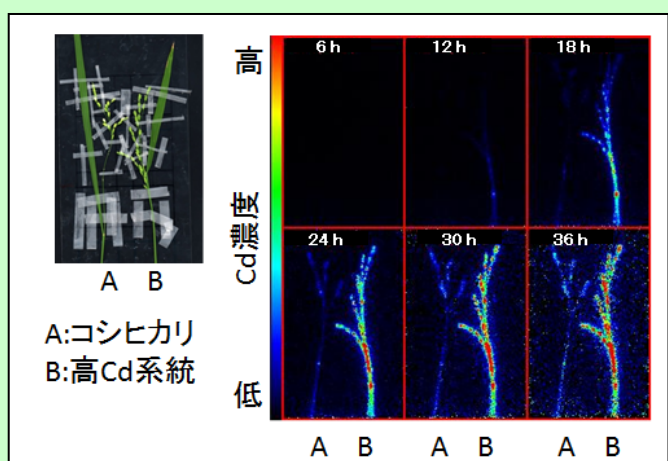 高
Cd濃度
低
6 h 12 h 18 h
24 h 30 h 36 h
A B
A:コシヒカリ
B:高Cd系統
A B A B A B